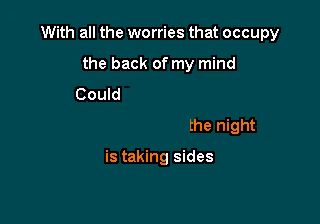 With all the worries that occupy
the back of my mind
Could
the night
is taking sides